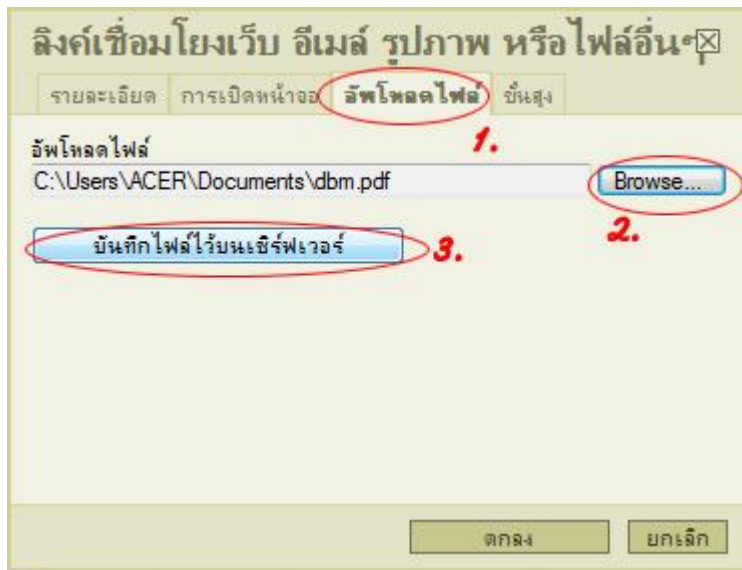 ลิงค์เชื่อมโยงเว็บ อีเมล์ รูปภาพ หรือไฟล์อื่นๆ
รายละเอียด การเปิดหน้าจอ อัพโหลดไฟล์ ขั้นสูง
1.
อัพโหลดไฟล์
C:\Users\ACER\Documents\dbm.pdf Browse...
2.
บันทึกไฟล์ไว้บนเซิร์ฟเวอร์ 3.
ตกลง ยกเลิก